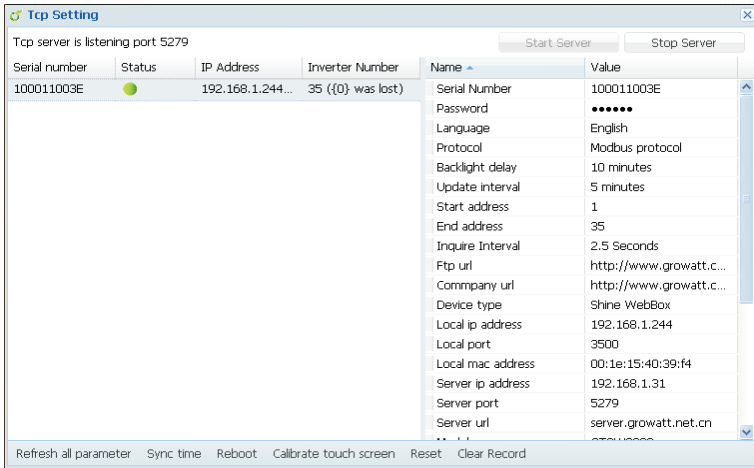 Tcp Setting
Tcp server is listening port 5279
Start Server Stop Server
Serial number Status IP Address Inverter Number
100011003E 192.168.1.244... 35 ({0} was lost)
Name Value
Serial Number 100011003E
Password ●●●●●●
Language English
Protocol Modbus protocol
Backlight delay 10 minutes
Update interval 5 minutes
Start address 1
End address 35
Inquire Interval 2.5 Seconds
Ftp url http://www.growatt.c...
Commpany url http://www.growatt.c...
Device type Shine WebBox
Local ip address 192.168.1.244
Local port 3500
Local mac address 00:1e:15:40:39:f4
Server ip address 192.168.1.31
Server port 5279
Server url server.growatt.net.cn
Refresh all parameter Sync time Reboot Calibrate touch screen Reset Clear Record